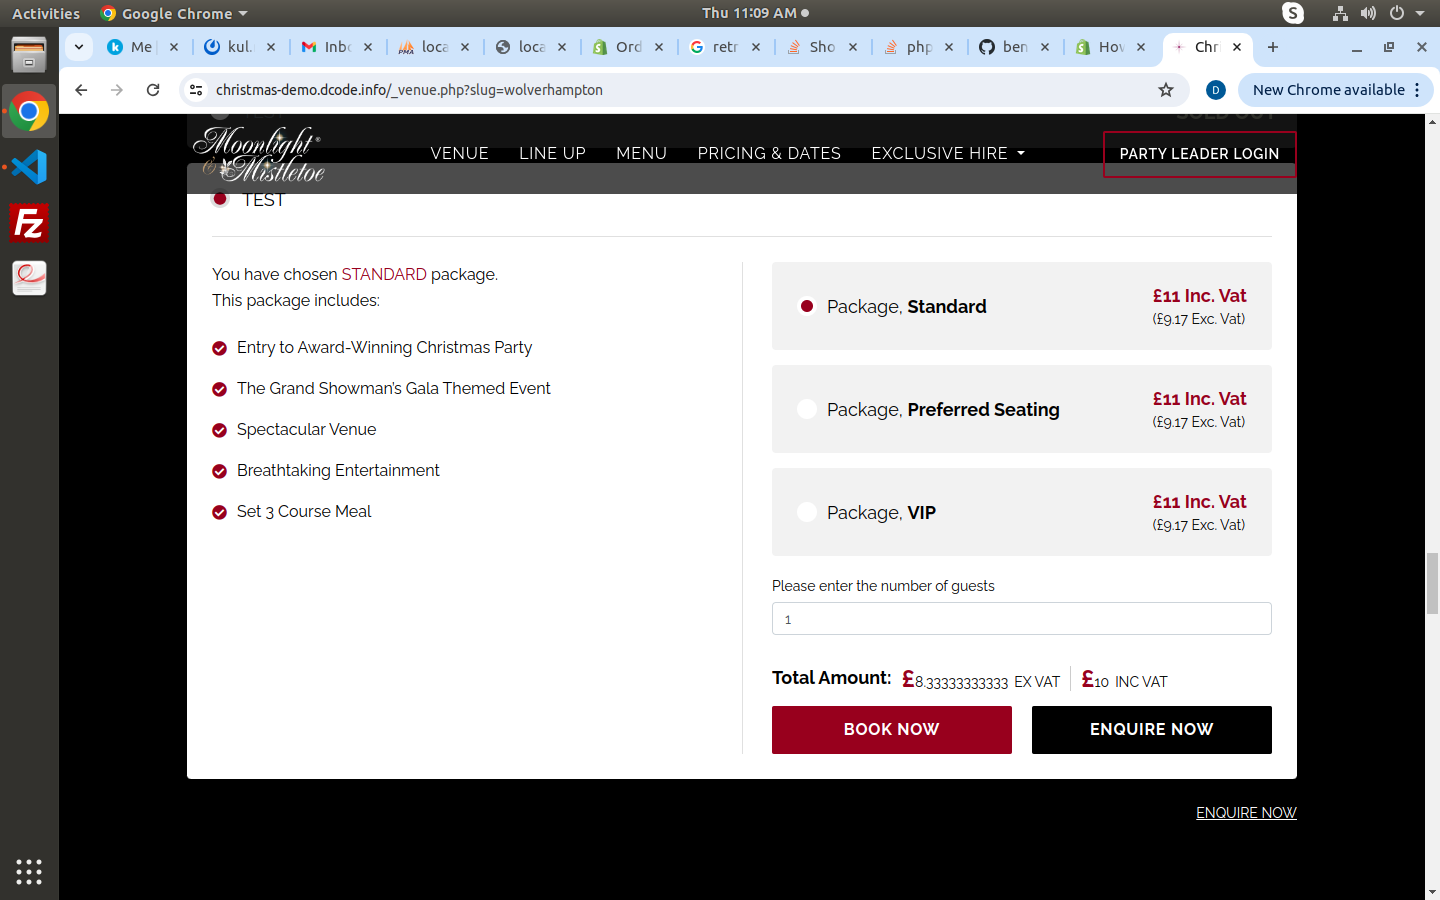 Activities
Google Chrome
Thu 11:09 AM
Me
kul.
Inbo
loca
loca
Ord
retr
Sho
php
ben
Hov
Chri
christmas-demo.dcode.info/_venue.php?slug=wolverhampton
D
New Chrome available
TEST
SOLD OUT
Moonlight & Mistletoe
VENUE
LINE UP
MENU
PRICING & DATES
EXCLUSIVE HIRE
PARTY LEADER LOGIN
TEST
You have chosen STANDARD package.
This package includes:
Entry to Award-Winning Christmas Party
The Grand Showman's Gala Themed Event
Spectacular Venue
Breathtaking Entertainment
Set 3 Course Meal
Package, Standard
£11 Inc. Vat
(£9.17 Exc. Vat)
Package, Preferred Seating
£11 Inc. Vat
(£9.17 Exc. Vat)
Package, VIP
£11 Inc. Vat
(£9.17 Exc. Vat)
Please enter the number of guests
1
Total Amount: £8.33333333333 EX VAT £10 INC VAT
BOOK NOW
ENQUIRE NOW
ENQUIRE NOW